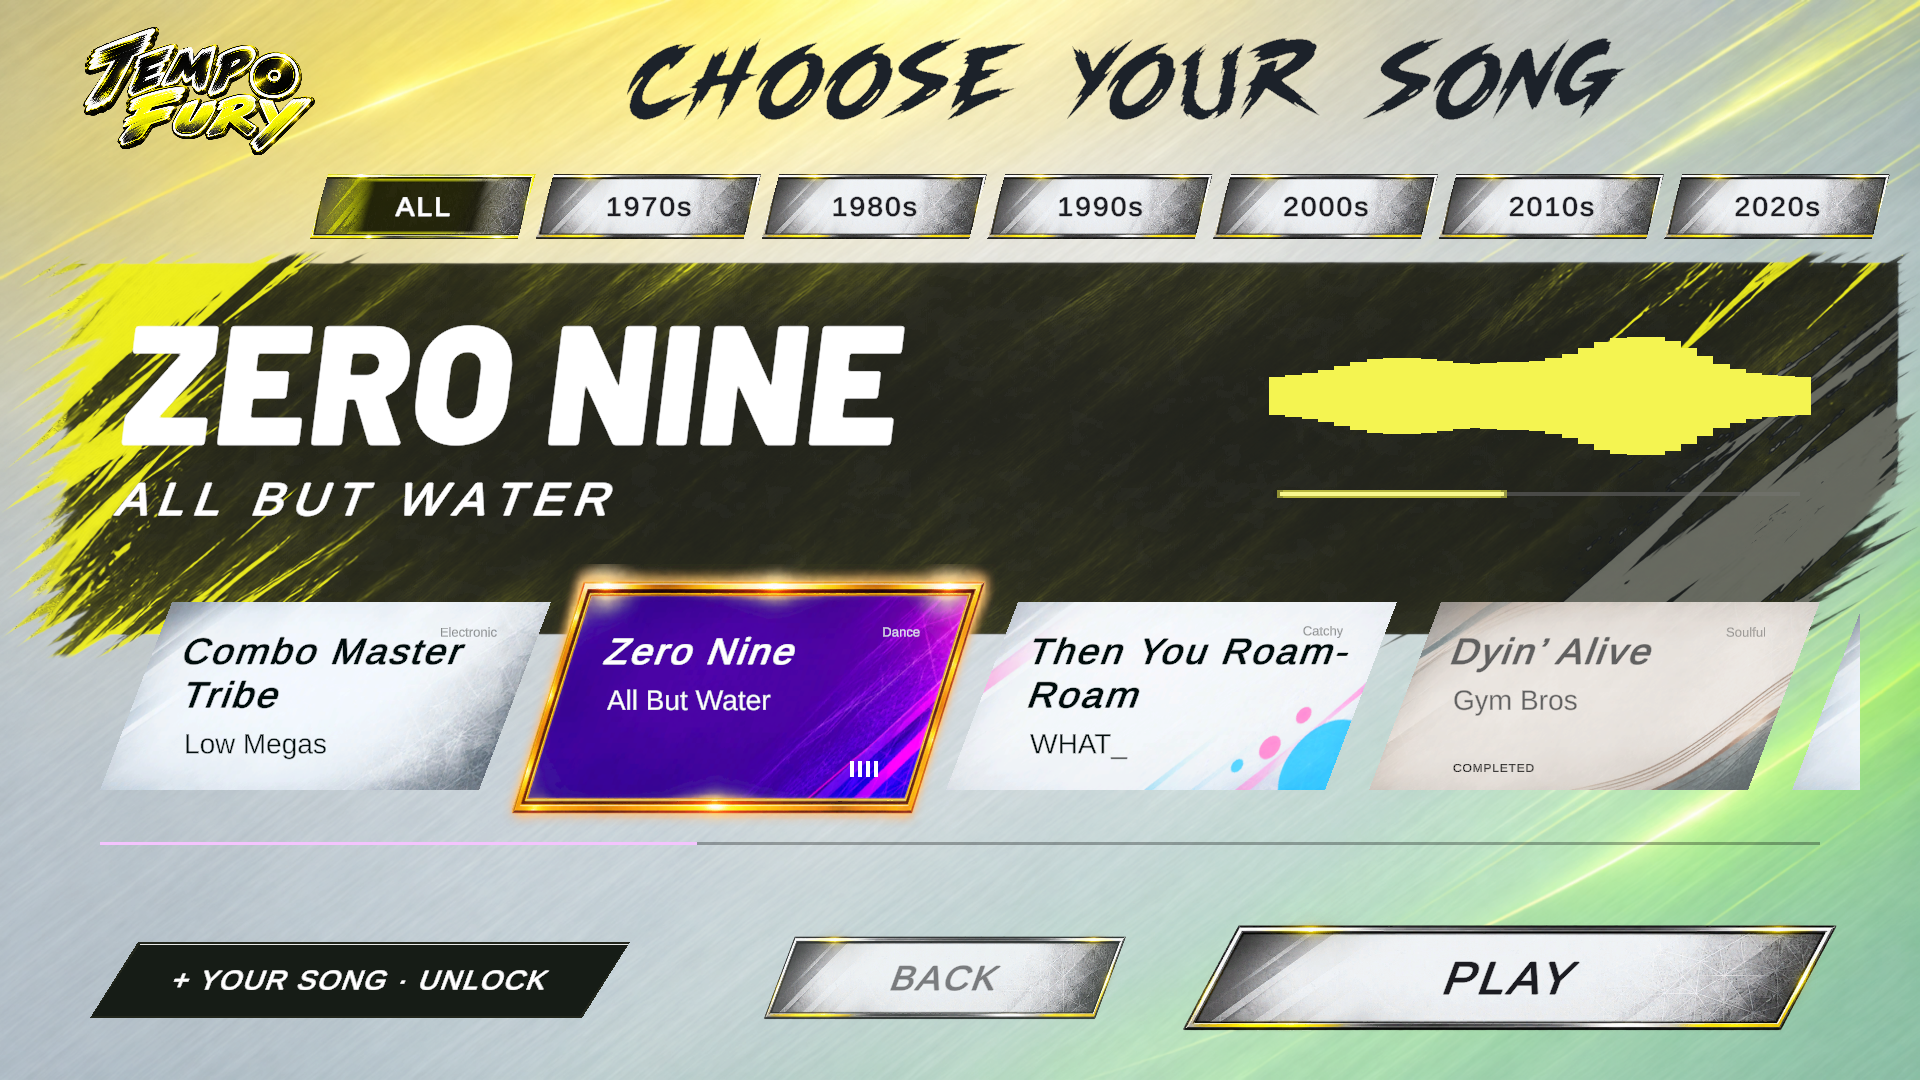 TEMPO
FURY
CHOOSE YOUR SONG
ALL
1970s
1980s
1990s
2000s
2010s
2020s
ZERO NINE
ALL BUT WATER
Electronic
Combo Master
Tribe
Low Megas
Dance
Zero Nine
All But Water
Catchy
Then You Roam-
Roam
WHAT_
Soulful
Dyin’ Alive
Gym Bros
COMPLETED
+ YOUR SONG · UNLOCK
BACK
PLAY